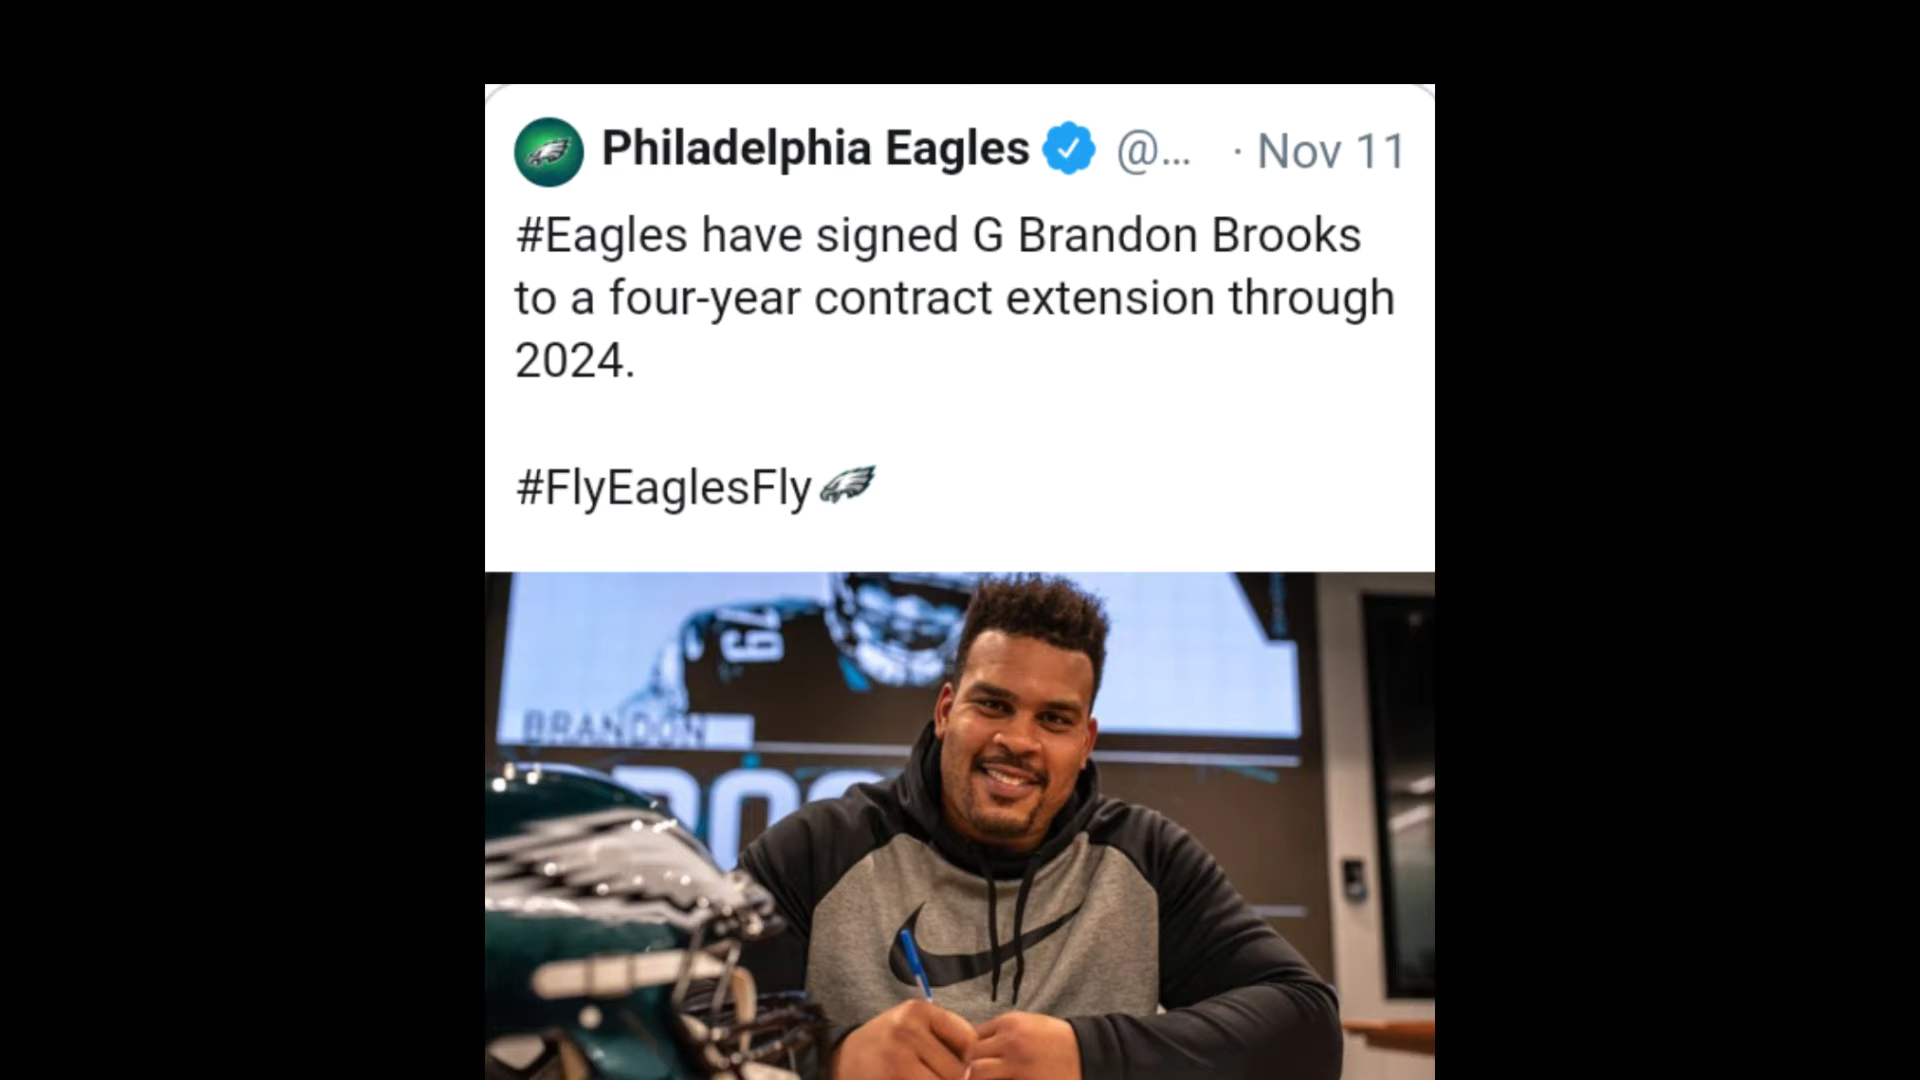 Philadelphia Eagles @... · Nov 11
#Eagles have signed G Brandon Brooks
to a four-year contract extension through
2024.
#FlyEaglesFly
79
BRANDON